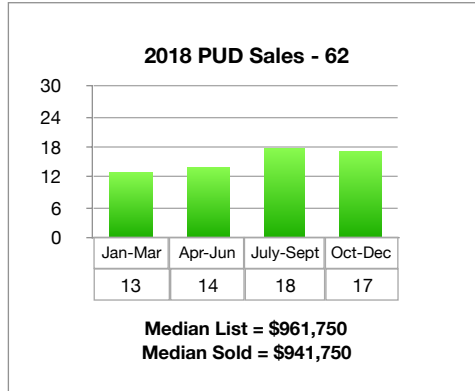 2018 PUD Sales - 62
30
24
18
12
6
0
Jan-Mar Apr-Jun July-Sept Oct-Dec
13 14 18 17
Median List = $961,750
Median Sold = $941,750